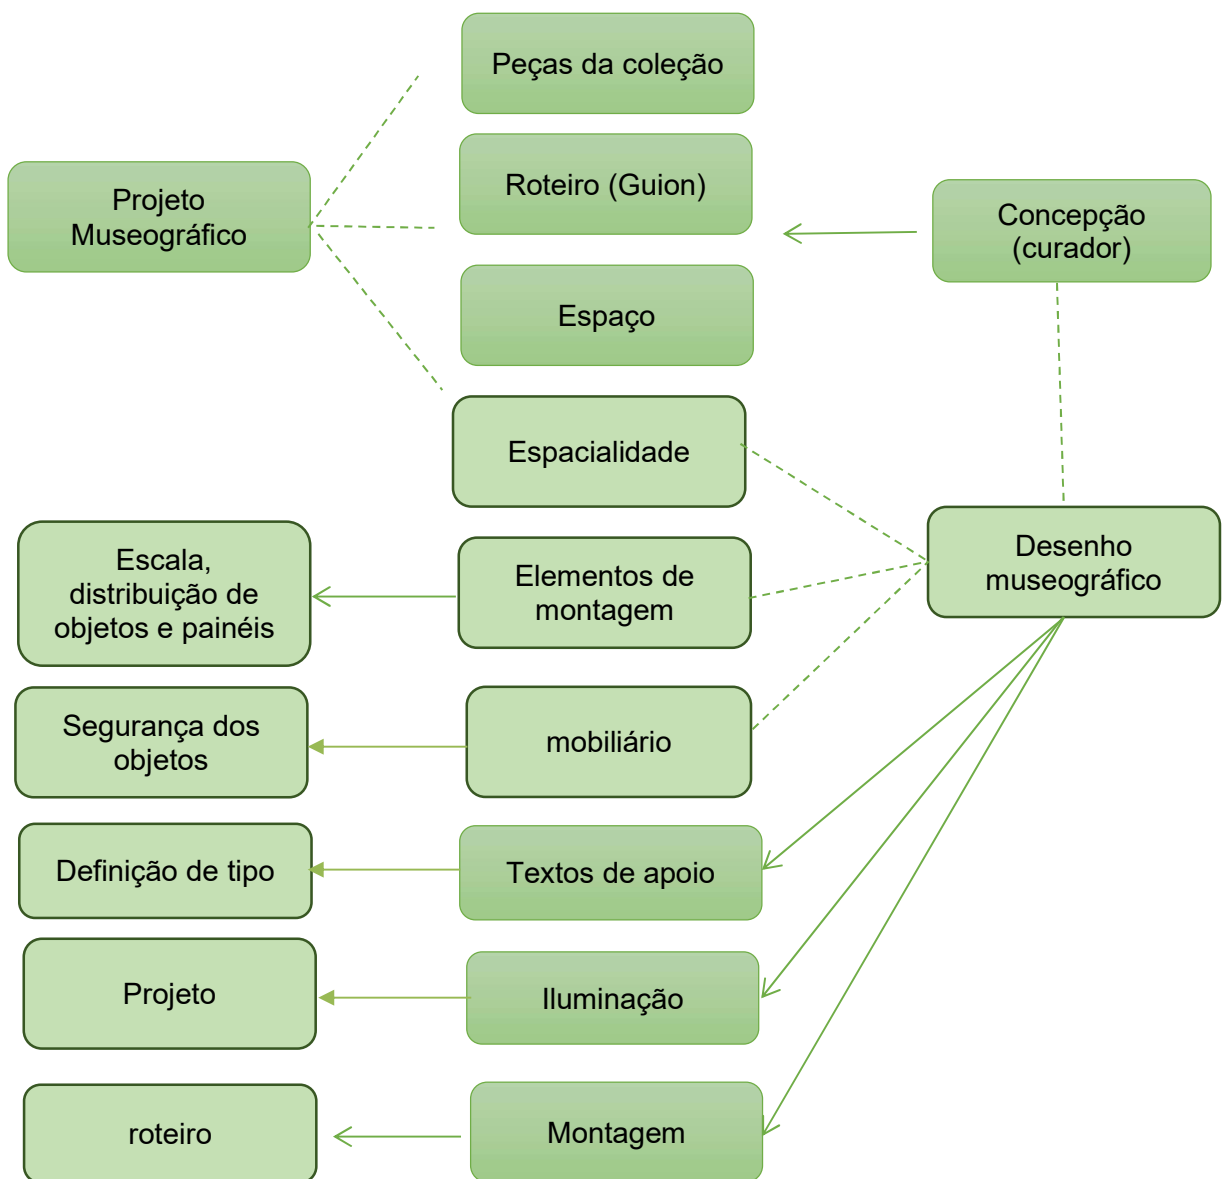 Peças da coleção
Projeto
Museográfico
Roteiro (Guion)
Concepção
(curador)
Espaço
Espacialidade
Escala,
distribuição de
objetos e painéis
Elementos de
montagem
Desenho
museográfico
Segurança dos
objetos
mobiliário
Definição de tipo
Textos de apoio
Projeto
Iluminação
roteiro
Montagem